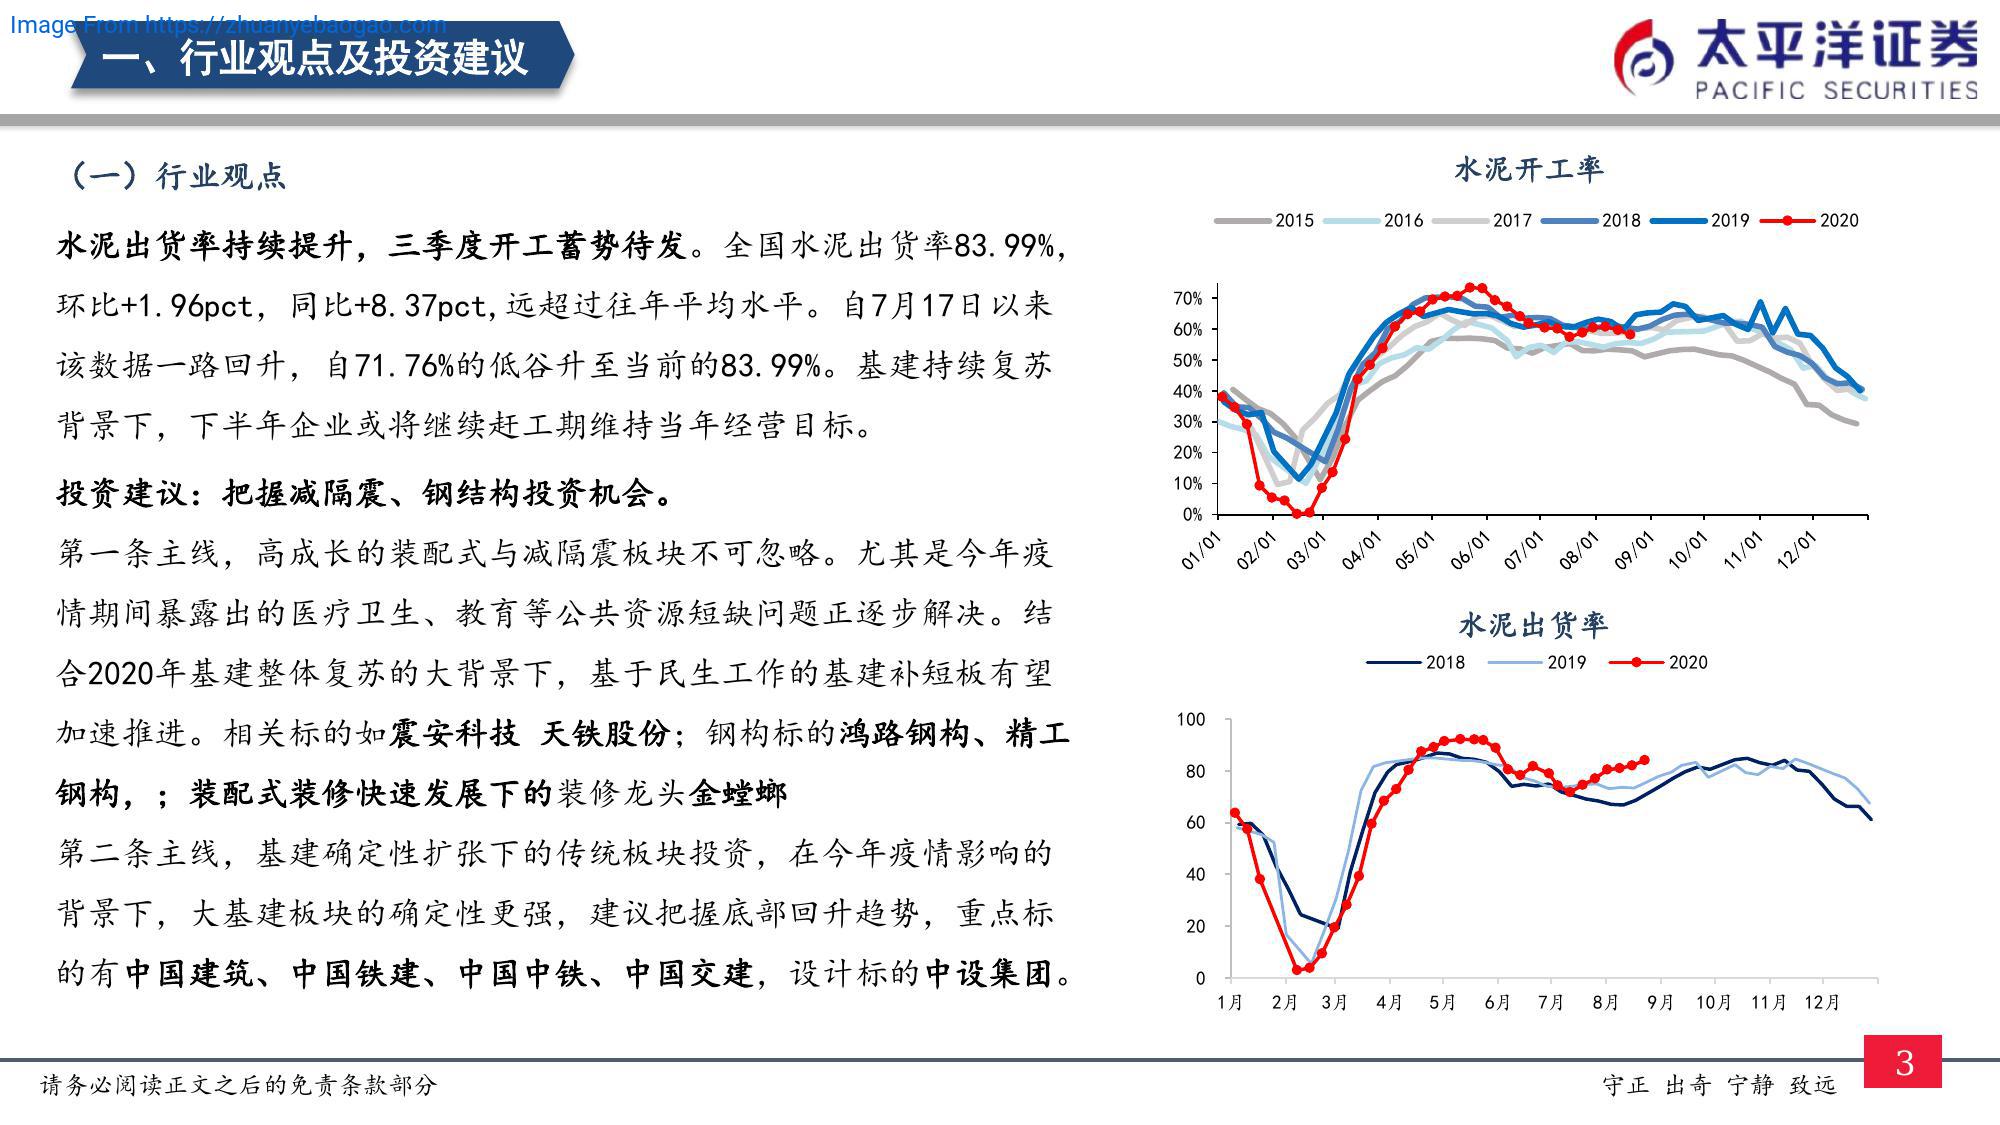 Image From https://zhuanyebaogao.com
一、行业观点及投资建议
太平洋证券
PACIFIC SECURITIES
（一）行业观点
水泥出货率持续提升，三季度开工蓄势待发。全国水泥出货率83.99%，
环比+1.96pct，同比+8.37pct,远超过往年平均水平。自7月17日以来
该数据一路回升，自71.76%的低谷升至当前的83.99%。基建持续复苏
背景下，下半年企业或将继续赶工期维持当年经营目标。
投资建议：把握减隔震、钢结构投资机会。
第一条主线，高成长的装配式与减隔震板块不可忽略。尤其是今年疫
情期间暴露出的医疗卫生、教育等公共资源短缺问题正逐步解决。结
合2020年基建整体复苏的大背景下，基于民生工作的基建补短板有望
加速推进。相关标的如震安科技 天铁股份；钢构标的鸿路钢构、精工
钢构，；装配式装修快速发展下的装修龙头金螳螂
第二条主线，基建确定性扩张下的传统板块投资，在今年疫情影响的
背景下，大基建板块的确定性更强，建议把握底部回升趋势，重点标
的有中国建筑、中国铁建、中国中铁、中国交建，设计标的中设集团。
水泥开工率
2015 2016 2017 2018 2019 2020
70%
60%
50%
40%
30%
20%
10%
0%
01/01 02/01 03/01 04/01 05/01 06/01 07/01 08/01 09/01 10/01 11/01 12/01
水泥出货率
2018 2019 2020
100
80
60
40
20
0
1月 2月 3月 4月 5月 6月 7月 8月 9月 10月 11月 12月
请务必阅读正文之后的免责条款部分
守正 出奇 宁静 致远
3